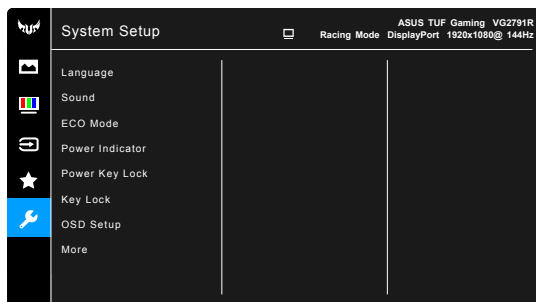 System Setup
ASUS TUF Gaming VG2791R
Racing Mode DisplayPort 1920x1080@ 144Hz
Language
Sound
ECO Mode
Power Indicator
Power Key Lock
Key Lock
OSD Setup
More